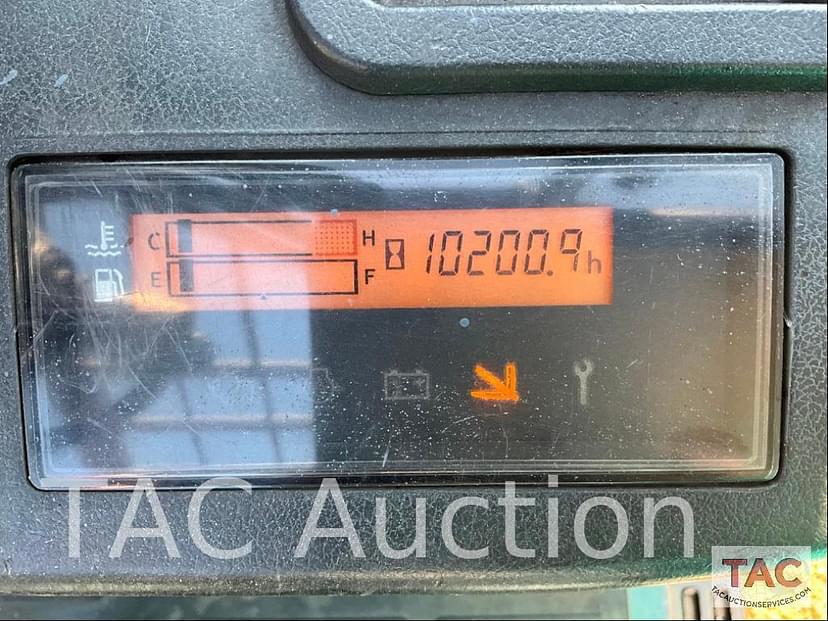 C H 10200.9h
E F
TAC Auction
TAC
TACAUCTIONSERVICES.COM